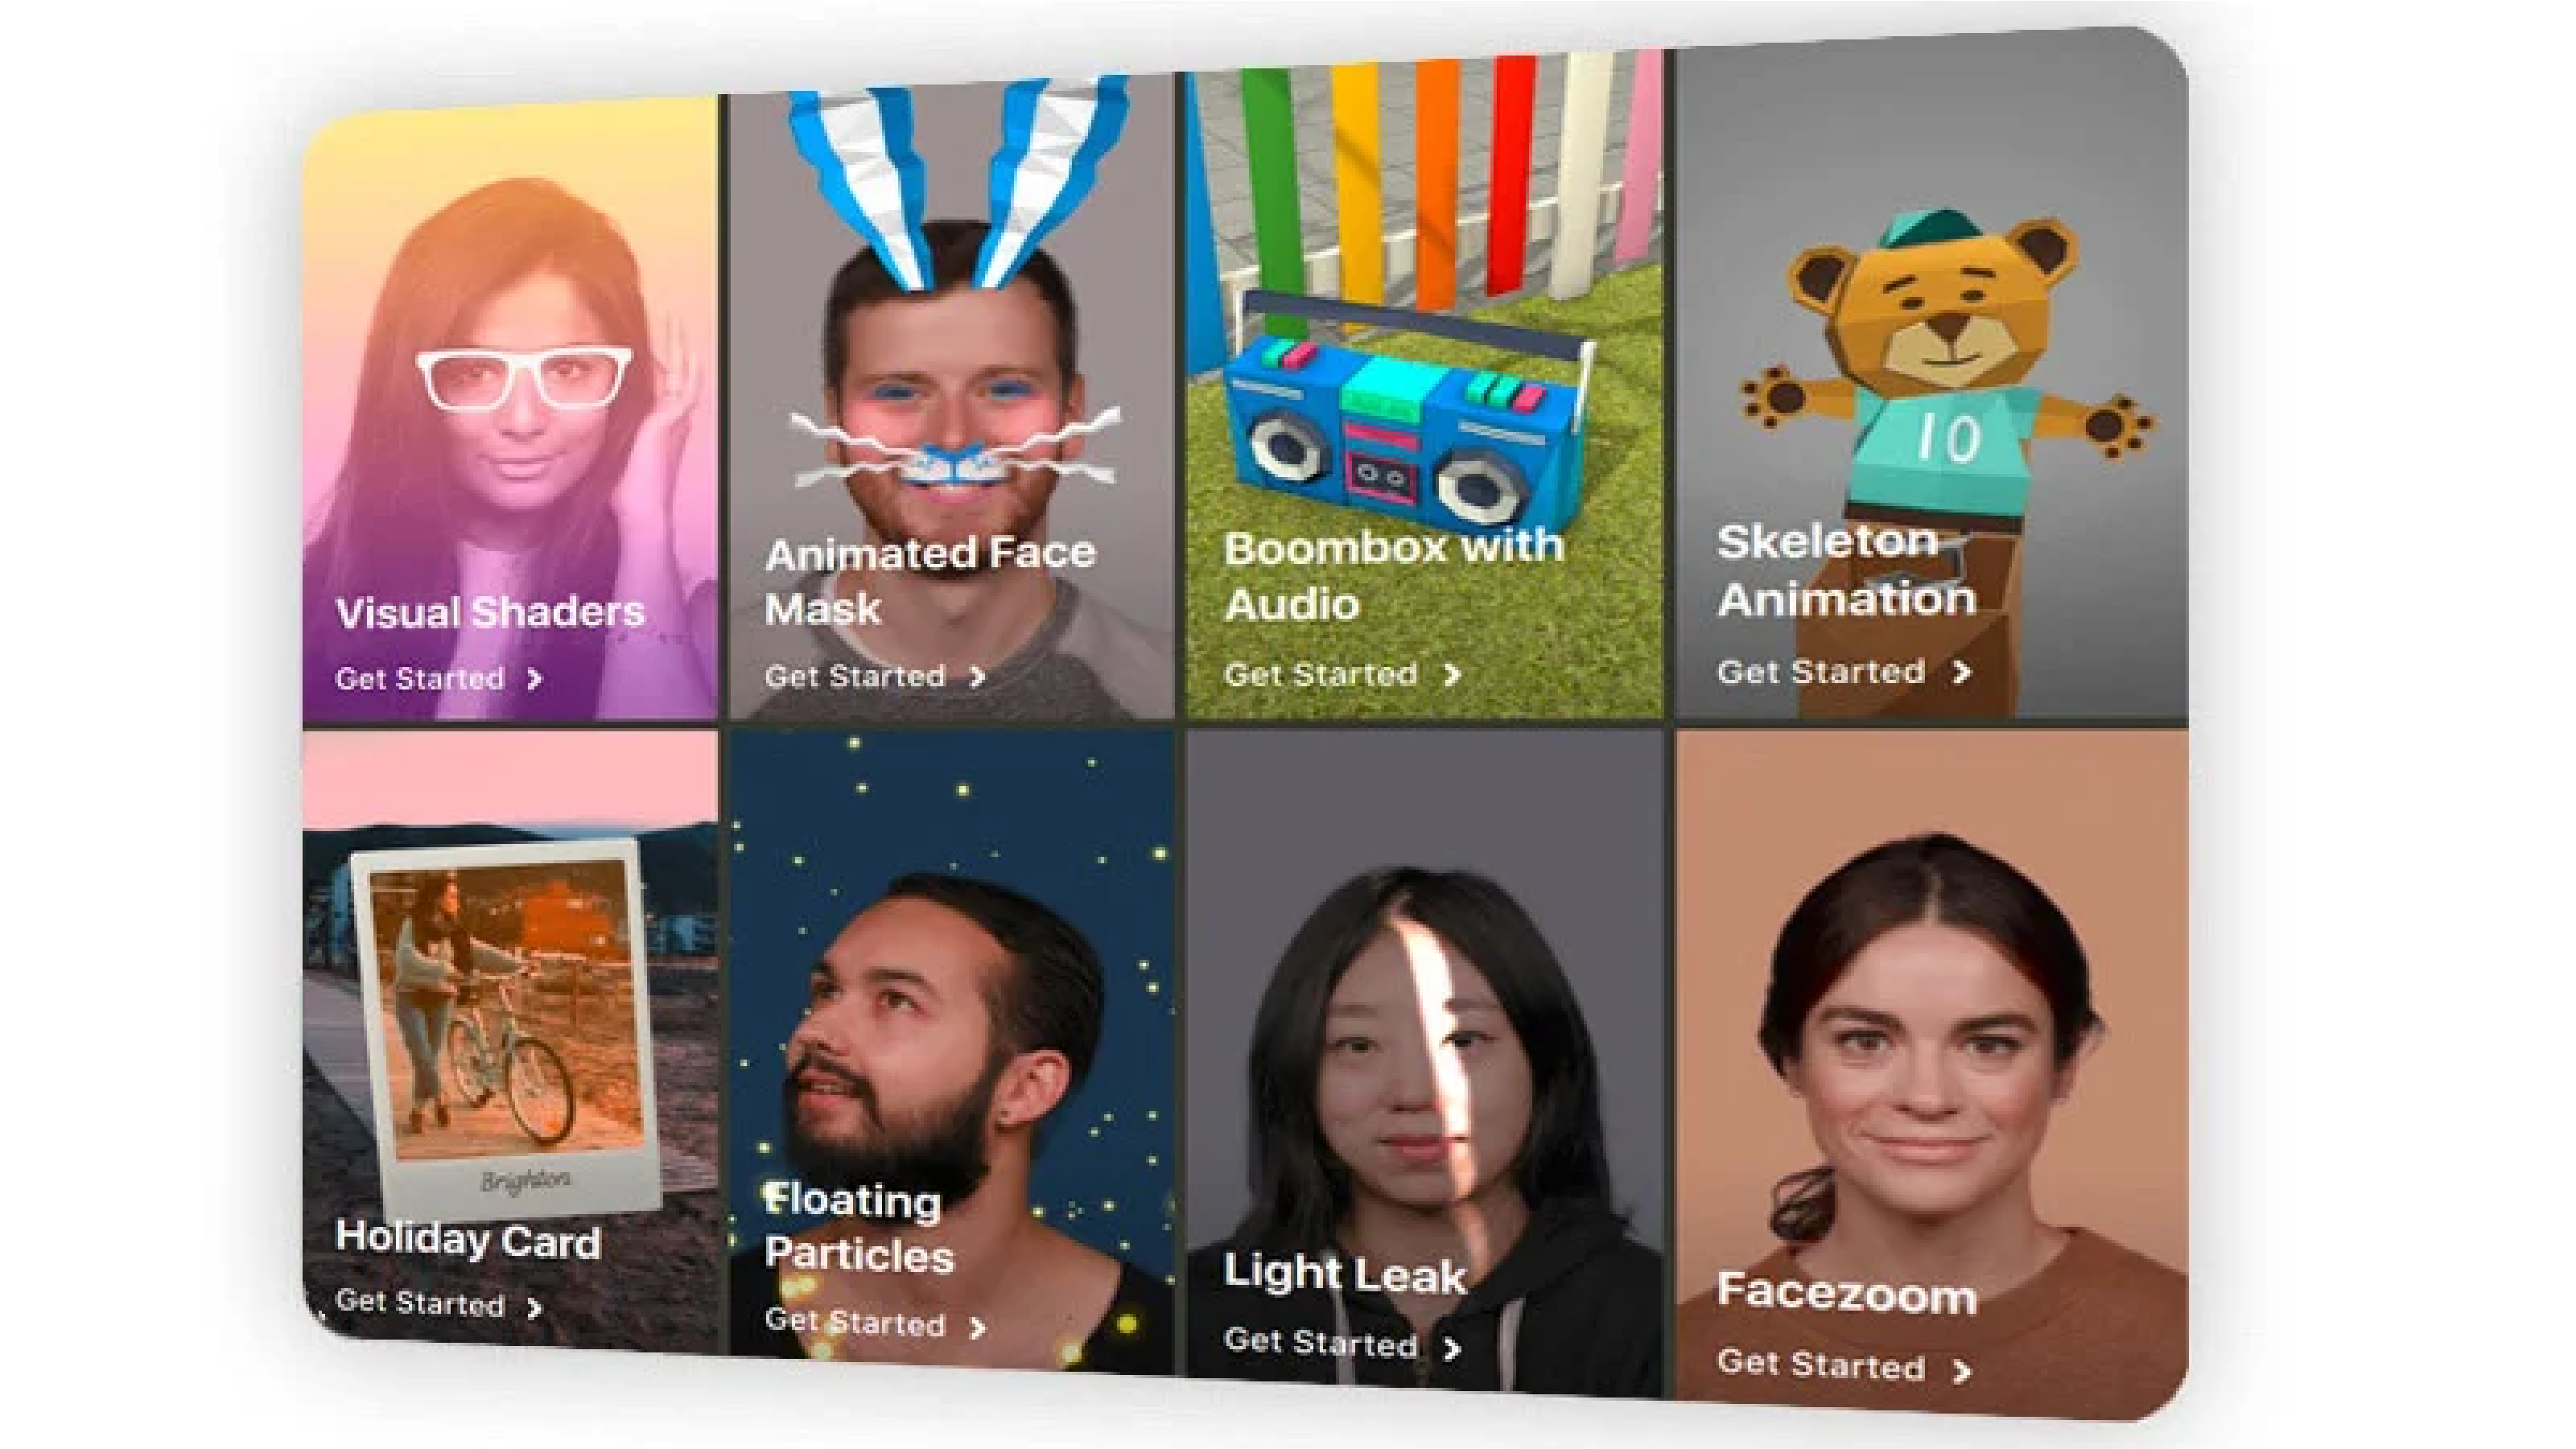 Visual Shaders
Get Started
Animated Face
Mask
Get Started
Boombox with
Audio
Get Started
10
Skeleton
Animation
Get Started
Brighton
Holiday Card
Get Started
Floating
Particles
Get Started
Light Leak
Get Started
Facezoom
Get Started